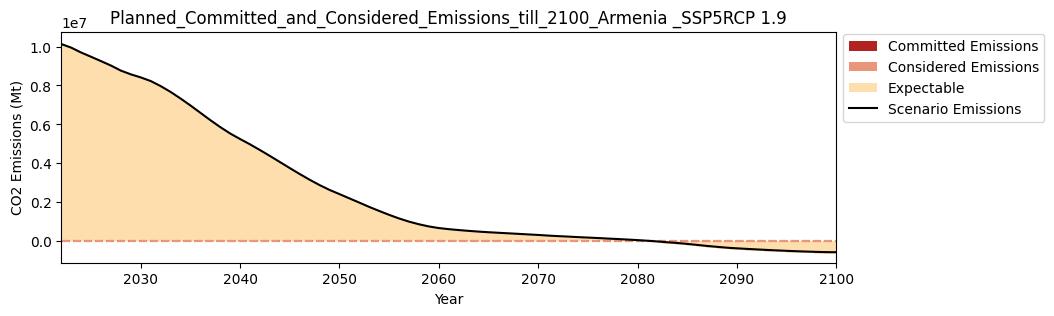 Planned_Committed_and_Considered_Emissions_till_2100_Armenia _SSP5RCP 1.9
1e7
1.0
0.8
0.6
0.4
0.2
0.0
CO2 Emissions (Mt)
2030
2040
2050
2060
2070
2080
2090
2100
Year
Committed Emissions
Considered Emissions
Expectable
Scenario Emissions